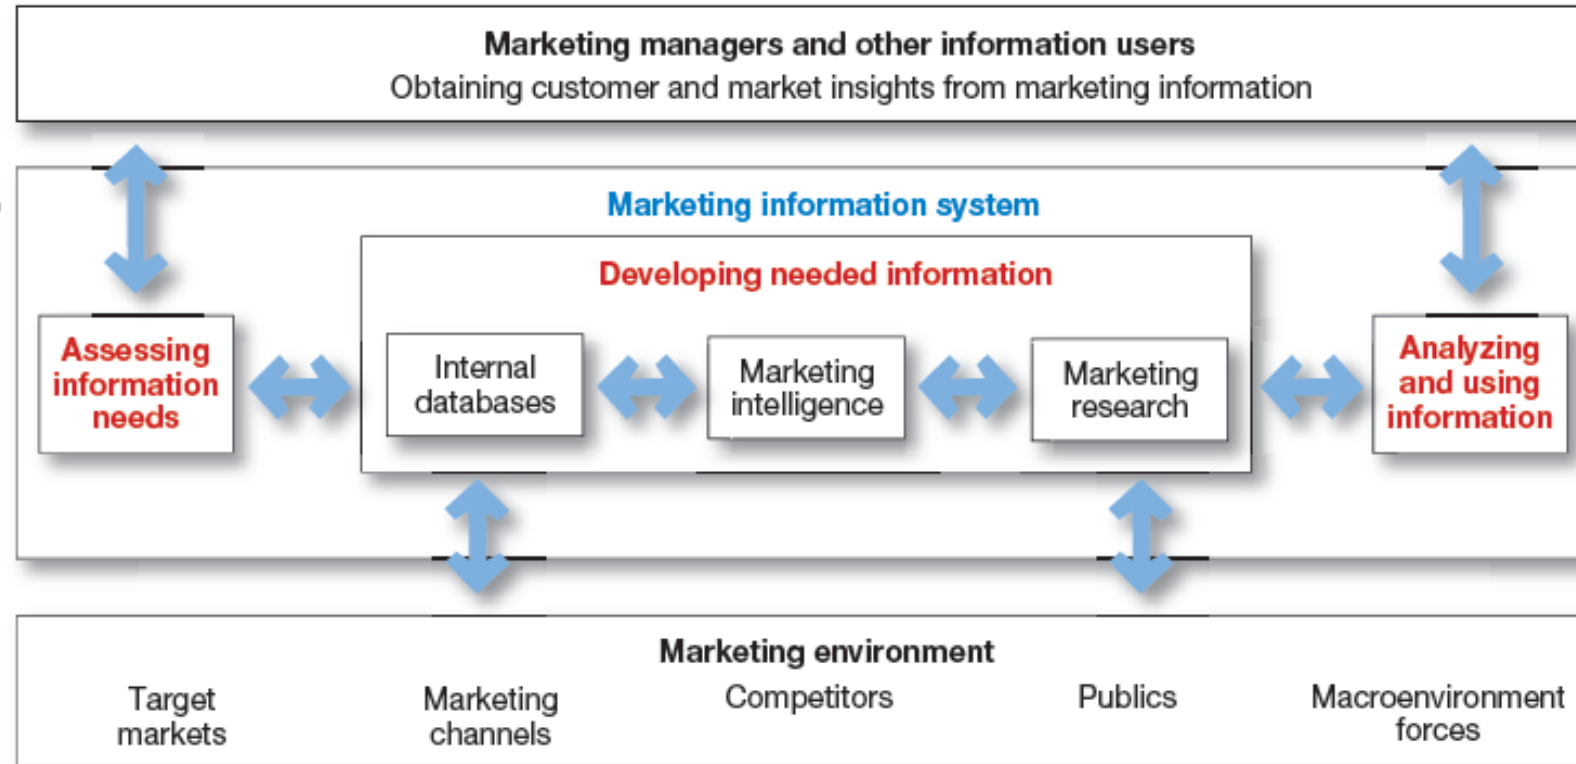 Marketing managers and other information users
Obtaining customer and market insights from marketing information
Marketing information system
Developing needed information
Assessing
information
needs
Internal
databases
Marketing
intelligence
Marketing
research
Analyzing
and using
information
Marketing environment
Target
markets
Marketing
channels
Competitors
Publics
Macroenvironment
forces